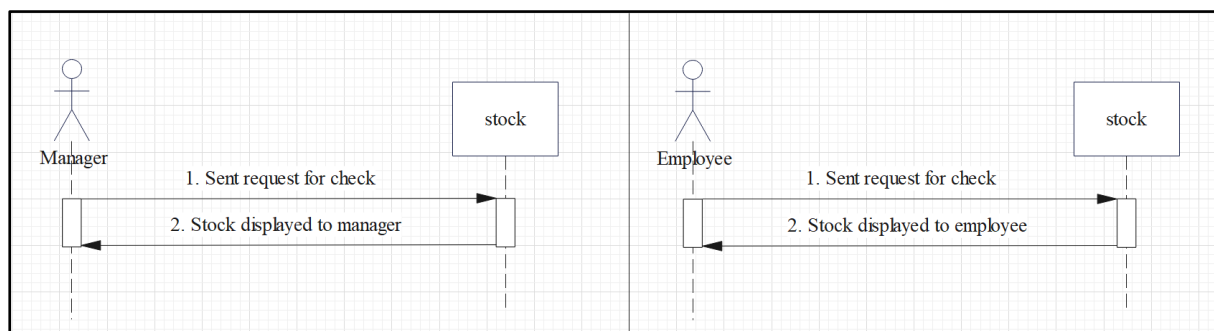 stock
Manager
1. Sent request for check
2. Stock displayed to manager
stock
Employee
1. Sent request for check
2. Stock displayed to employee